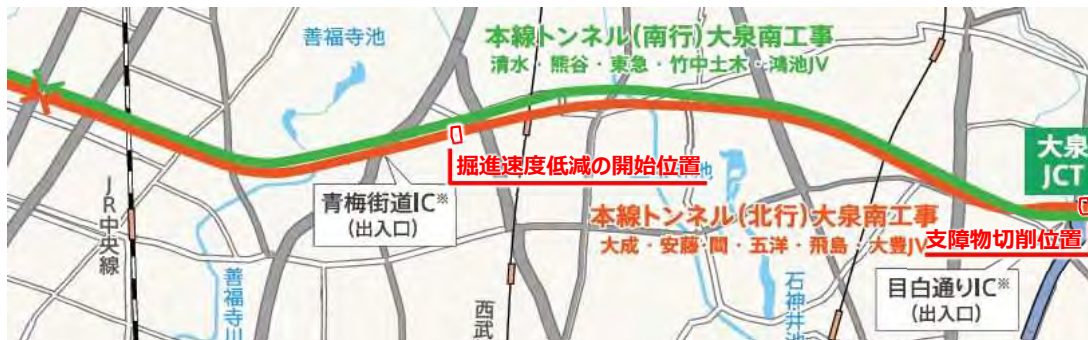 善福寺池
本線トンネル(南行)大泉南工事
清水・熊谷・東急・竹中土木・鴻池JV
大泉
JCT
掘進速度低減の開始位置
池
青梅街道IC※
(出入口)
本線トンネル(北行)大泉南工事
大成・安藤・間・五洋・飛島・大豊JV
支障物切削位置
JR中央線
善福寺川
西武
石神井池
目白通りIC※
(出入口)